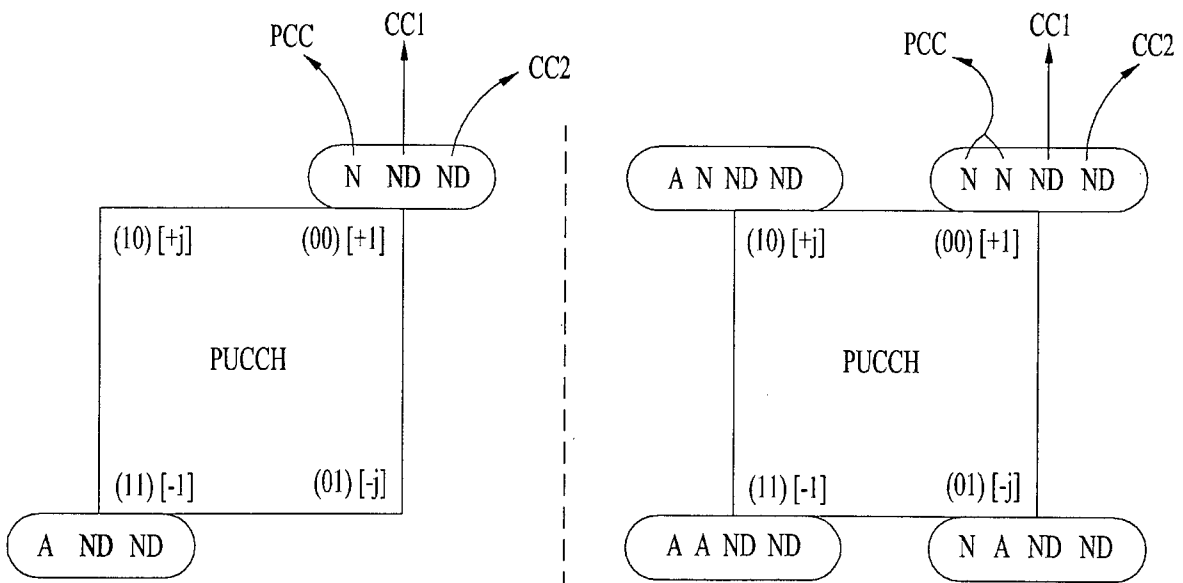 PCC CC1 CC2
N ND ND
(10) [+j] (00) [+1]
PUCCH
(11) [-1] (01) [-j]
A ND ND
PCC CC1 CC2
A N ND ND N N ND ND
(10) [+j] (00) [+1]
PUCCH
(11) [-1] (01) [-j]
A A ND ND N A ND ND